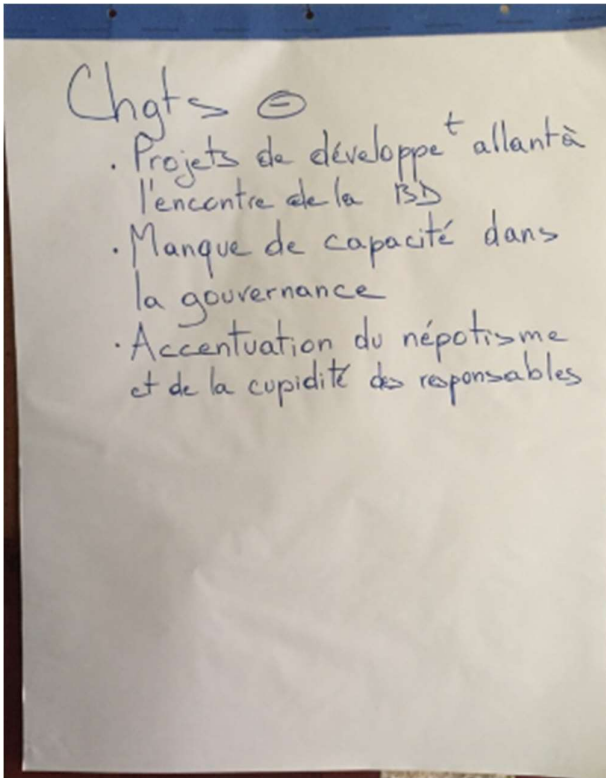 Chgts ⊖
. Projets de développeᵗ allant à
l'encontre de la BD
. Manque de capacité dans
la gouvernance
. Accentuation du népotisme
et de la cupidité des responsables